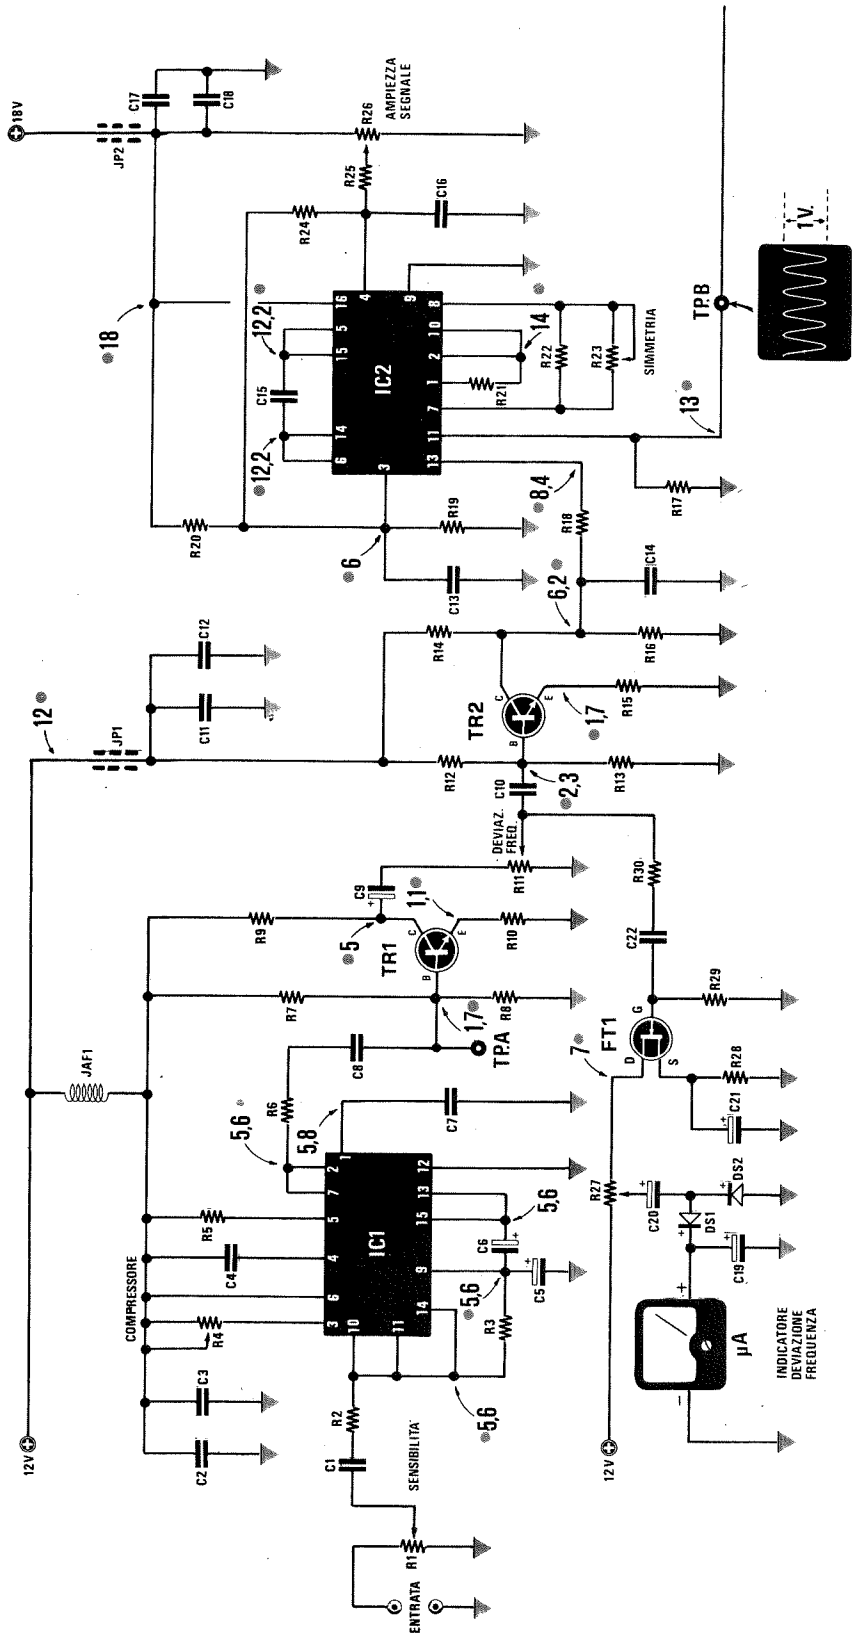 12V
18V
12
18
JP1
JP2
C2
C3
COMPRESSORE
R4
C4
R5
JAF1
R7
R9
C11
C12
R20
R24
C17
C18
R26
AMPIEZZA
SEGNALE
R25
C16
ENTRATA
R1
SENSIBILITA'
C1
R2
3
6
4
5
7
2
1
10
11
14
9
15
13
12
IC1
5,6
5,8
R6
C8
C7
5,6
R3
5,6
C5
C6
5,6
TP.A
1,7
R8
B
C
E
TR1
5
11,
R10
C9
R11
DEVIAZ.
FREQ.
C10
2,3
R12
R13
B
C
E
TR2
1,7
R15
R14
R16
6,2
C14
R18
8,4
6
C13
R19
12,2
C15
12,2
6
14
15
5
16
3
4
9
IC2
13
11
7
1
2
10
8
R21
14
R22
R23
SIMMETRIA
R17
13
TP.B
1V.
12V
R27
7
D
G
S
FT1
C22
R30
R29
R28
C21
C20
DS1
DS2
C19
µA
+
−
INDICATORE
DEVIAZIONE
FREQUENZA